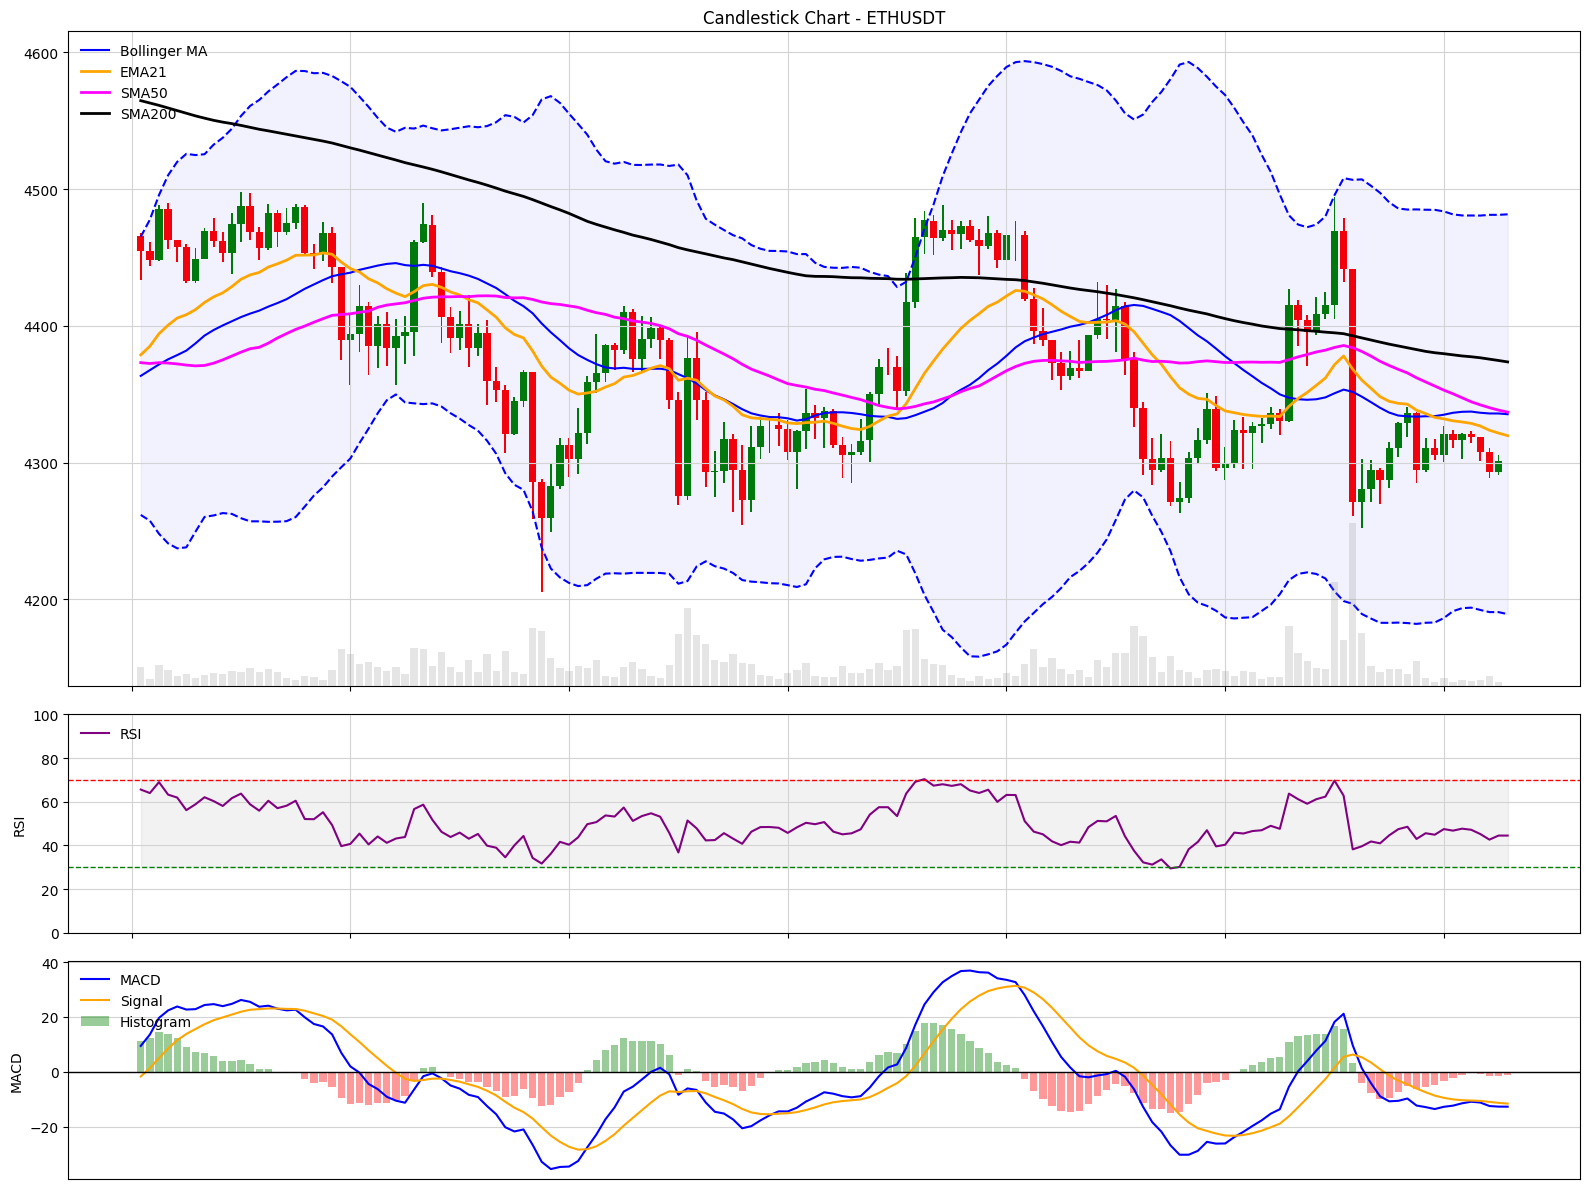 Candlestick Chart - ETHUSDT
Bollinger MA
EMA21
SMA50
SMA200
4600
4500
4400
4300
4200
RSI
100
80
60
40
20
0
RSI
MACD
Signal
Histogram
40
20
0
−20
MACD